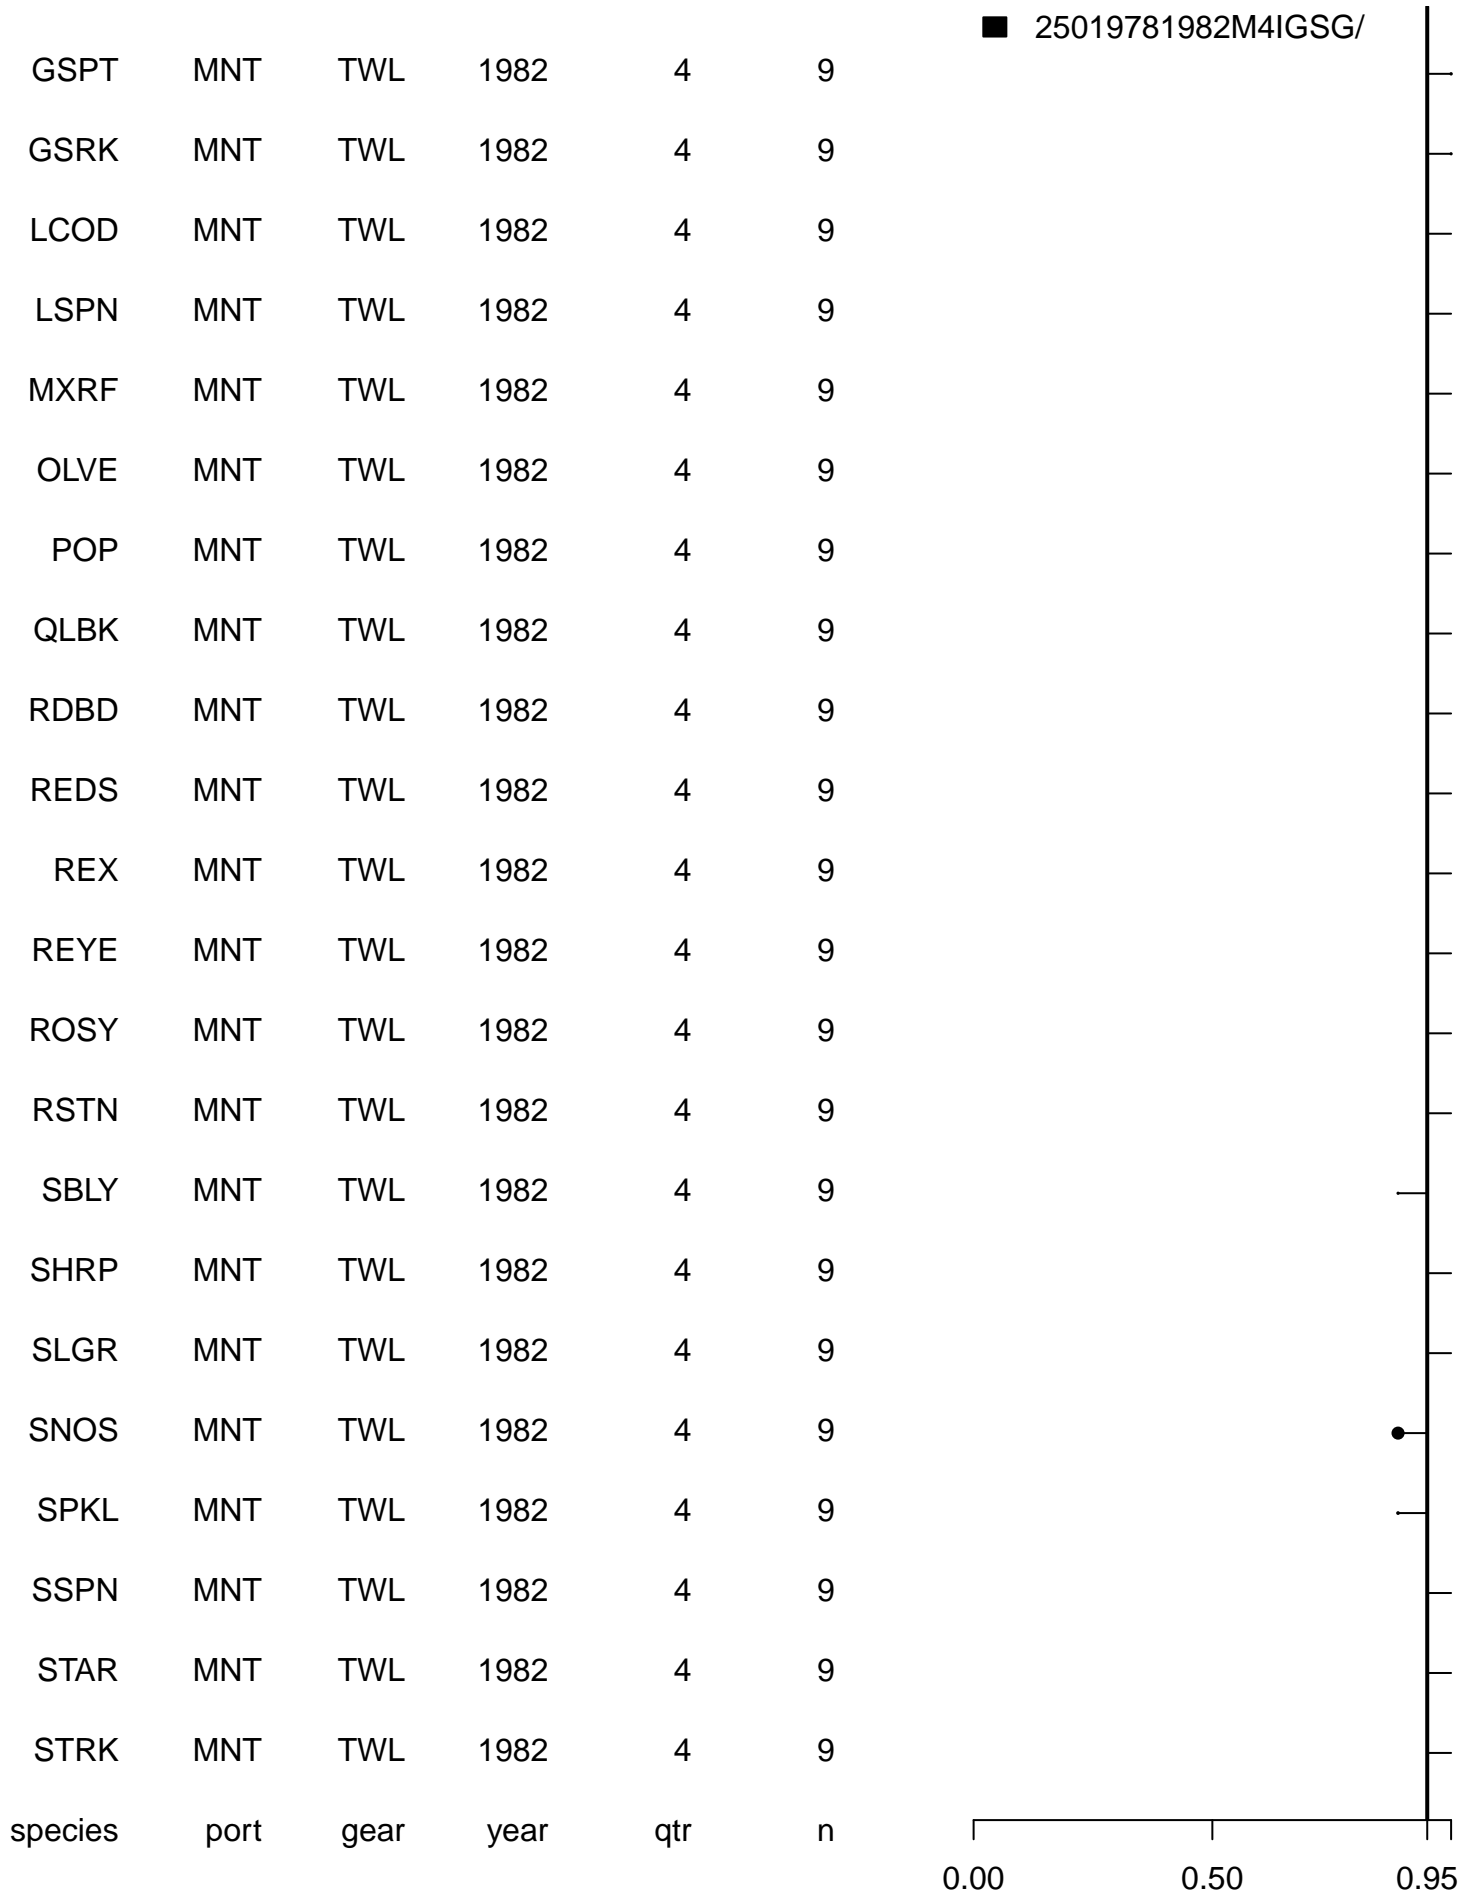 25019781982M4IGSG/
GSPT MNT TWL 1982 4 9
GSRK MNT TWL 1982 4 9
LCOD MNT TWL 1982 4 9
LSPN MNT TWL 1982 4 9
MXRF MNT TWL 1982 4 9
OLVE MNT TWL 1982 4 9
POP MNT TWL 1982 4 9
QLBK MNT TWL 1982 4 9
RDBD MNT TWL 1982 4 9
REDS MNT TWL 1982 4 9
REX MNT TWL 1982 4 9
REYE MNT TWL 1982 4 9
ROSY MNT TWL 1982 4 9
RSTN MNT TWL 1982 4 9
SBLY MNT TWL 1982 4 9
SHRP MNT TWL 1982 4 9
SLGR MNT TWL 1982 4 9
SNOS MNT TWL 1982 4 9
SPKL MNT TWL 1982 4 9
SSPN MNT TWL 1982 4 9
STAR MNT TWL 1982 4 9
STRK MNT TWL 1982 4 9
species port gear year qtr n
0.00 0.50 0.95